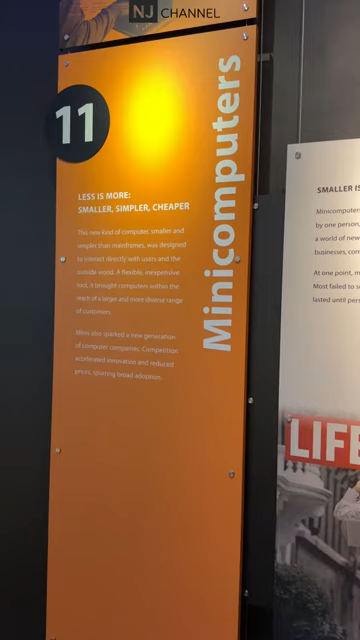 NJ CHANNEL
11
Minicomputers
LESS IS MORE:
SMALLER, SIMPLER, CHEAPER
This new kind of computer, smaller and
simpler than mainframes, was designed
to interact directly with users and the
outside world. A flexible, inexpensive
tool, it brought computers within the
reach of a larger and more diverse range
of customers.
Minis also sparked a new generation
of computer companies. Competition
accelerated innovation and reduced
prices, spurring broad adoption.
SMALLER IS
Minicomputers
by one person,
a world of new
businesses, com
At one point, m
Most failed to s
lasted until pers
LIFE